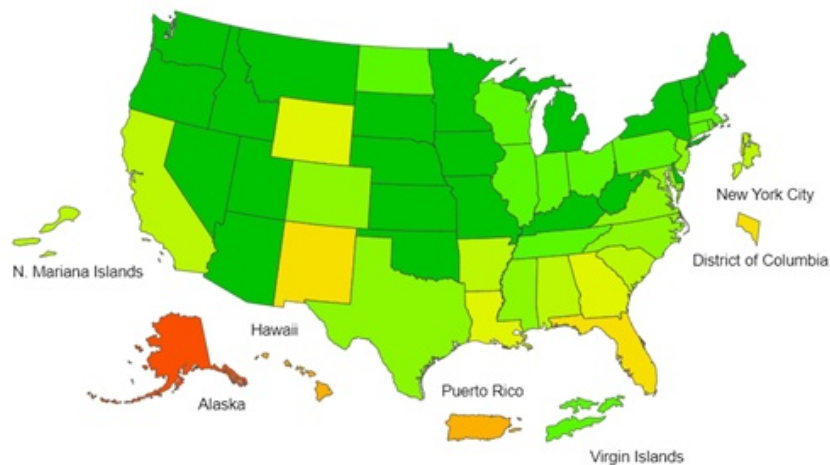 New York City
District of Columbia
N. Mariana Islands
Hawaii
Alaska
Puerto Rico
Virgin Islands